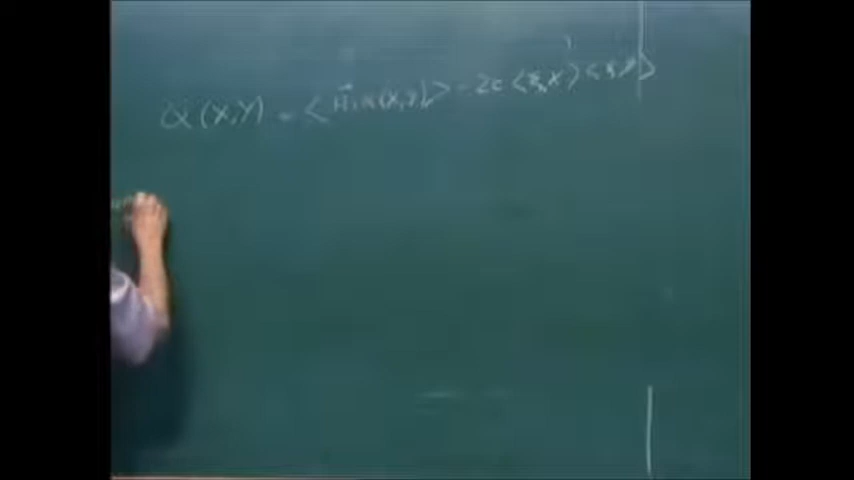 Q(X,Y) = <H⃗, α(X,Y)> - 2c <ξ, X> <ξ, Y>